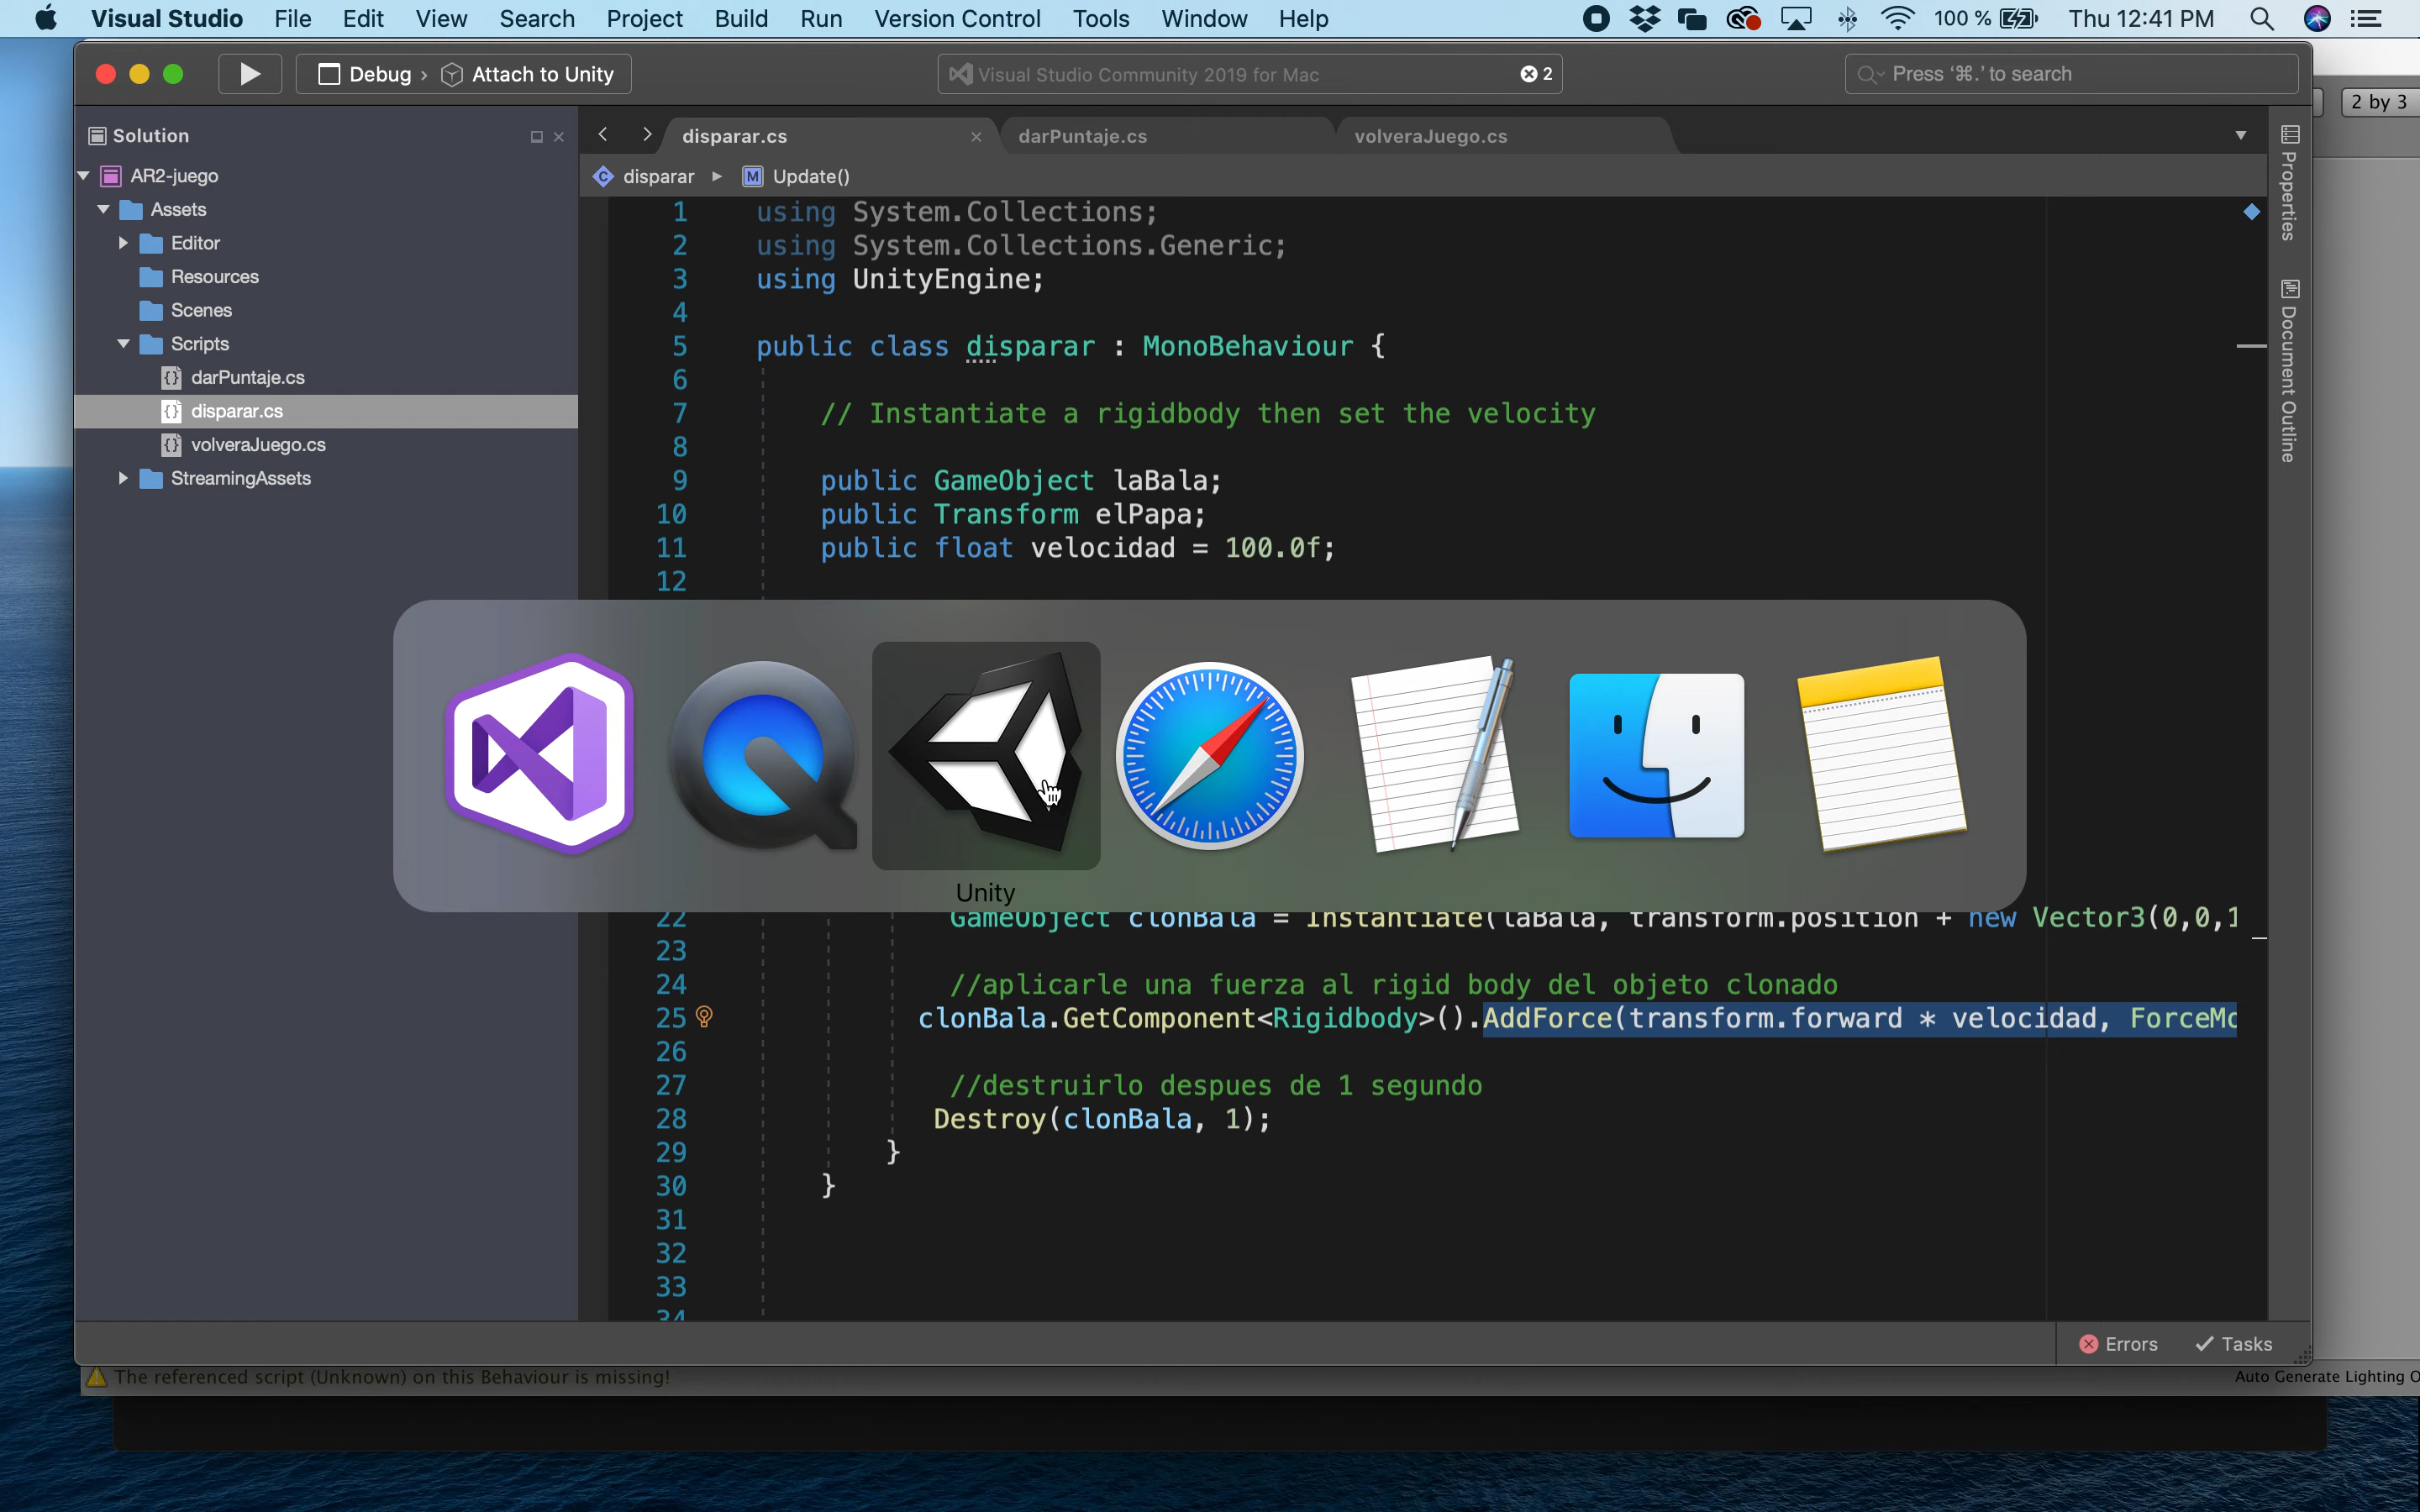 Visual Studio File Edit View Search Project Build Run Version Control Tools Window Help 100 % Thu 12:41 PM
Debug › Attach to Unity
Visual Studio Community 2019 for Mac
2
Press '⌘.' to search
2 by 3
Solution
AR2-juego
Assets
Editor
Resources
Scenes
Scripts
darPuntaje.cs
disparar.cs
volveraJuego.cs
StreamingAssets
disparar.cs
darPuntaje.cs
volveraJuego.cs
disparar ▸ M Update()
1 using System.Collections;
2 using System.Collections.Generic;
3 using UnityEngine;
4
5 public class disparar : MonoBehaviour {
6
7 // Instantiate a rigidbody then set the velocity
8
9 public GameObject laBala;
10 public Transform elPapa;
11 public float velocidad = 100.0f;
12
Unity
22 GameObject clonBala = Instantiate(laBala, transform.position + new Vector3(0,0,1
23
24 //aplicarle una fuerza al rigid body del objeto clonado
25 clonBala.GetComponent<Rigidbody>().AddForce(transform.forward * velocidad, ForceMo
26
27 //destruirlo despues de 1 segundo
28 Destroy(clonBala, 1);
29 }
30 }
31
32
33
34
Properties
Document Outline
Errors
Tasks
The referenced script (Unknown) on this Behaviour is missing!
Auto Generate Lighting O